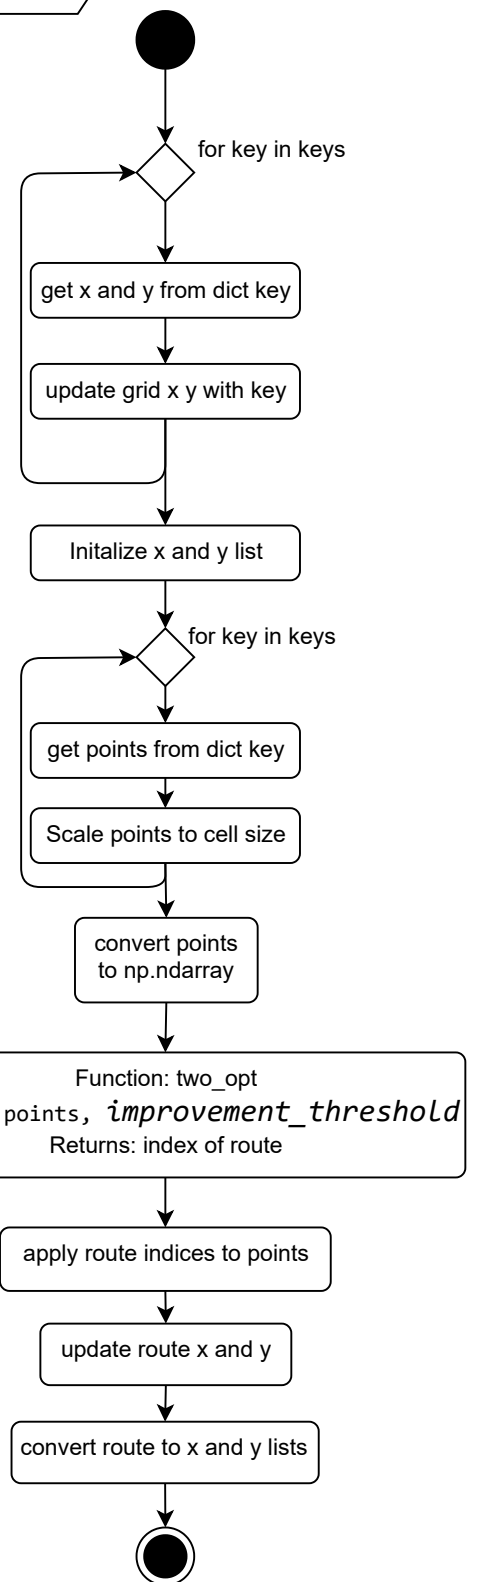 for key in keys
get x and y from dict key
update grid x y with key
Initalize x and y list
for key in keys
get points from dict key
Scale points to cell size
convert points
to np.ndarray
Function: two_opt
points, improvement_threshold
Returns: index of route
apply route indices to points
update route x and y
convert route to x and y lists